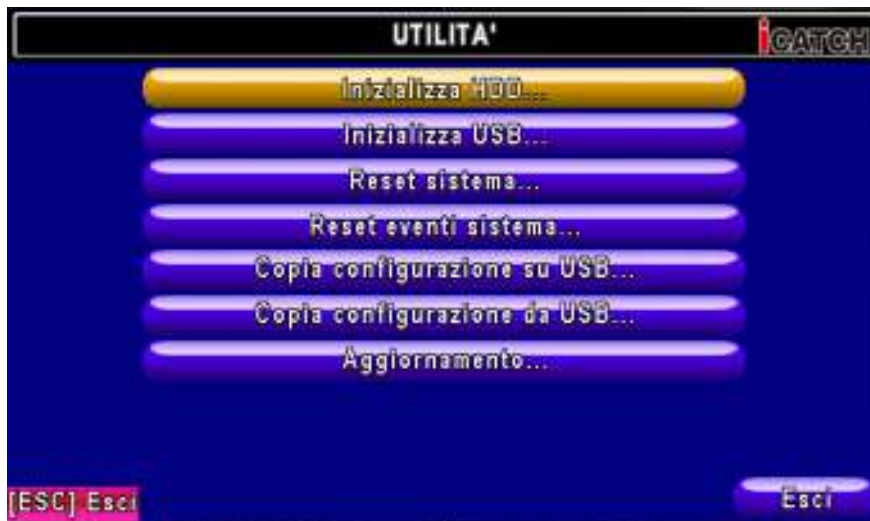 UTILITA'
iCATCH
Inizializza HDD...
Inizializza USB...
Reset sistema...
Reset eventi sistema...
Copia configurazione su USB...
Copia configurazione da USB...
Aggiornamento...
[ESC] Esci
Esci